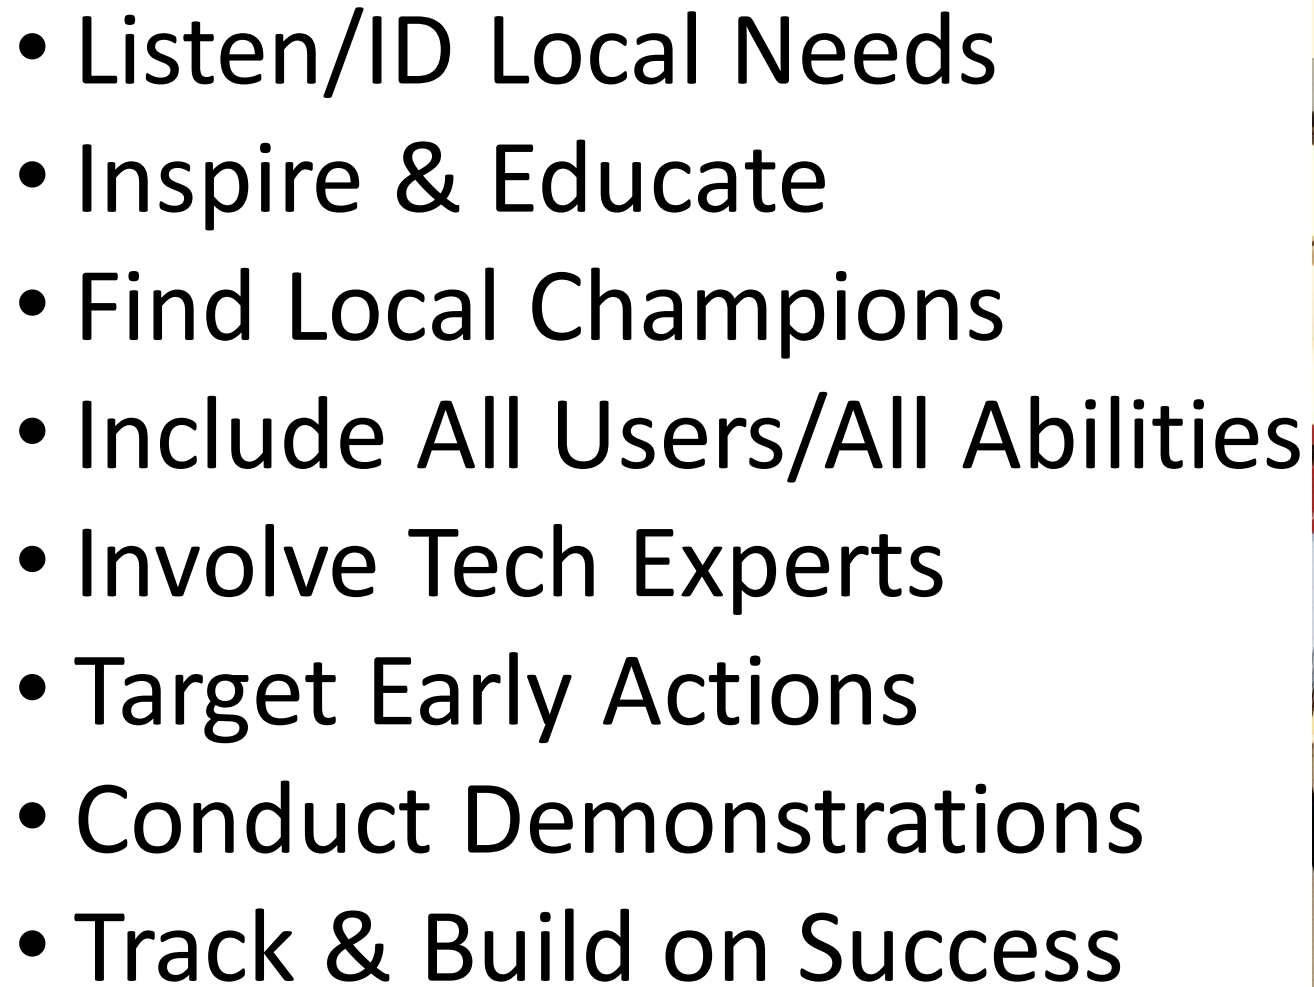 • Listen/ID Local Needs
• Inspire & Educate
• Find Local Champions
• Include All Users/All Abilities
• Involve Tech Experts
• Target Early Actions
• Conduct Demonstrations
• Track & Build on Success